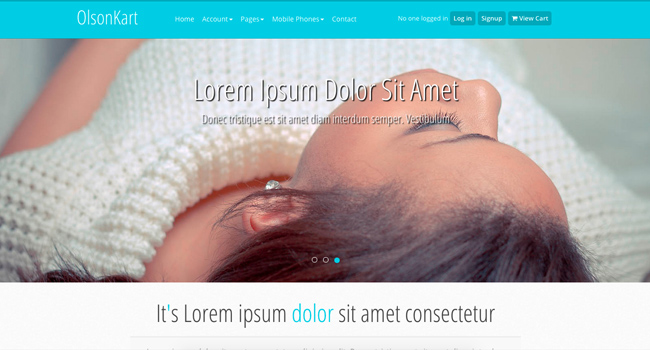 OlsonKart
Home Account Pages Mobile Phones Contact
No one logged in Log in Signup View Cart
Lorem Ipsum Dolor Sit Amet
Donec tristique est sit amet diam interdum semper. Vestibulum
It's Lorem ipsum dolor sit amet consectetur